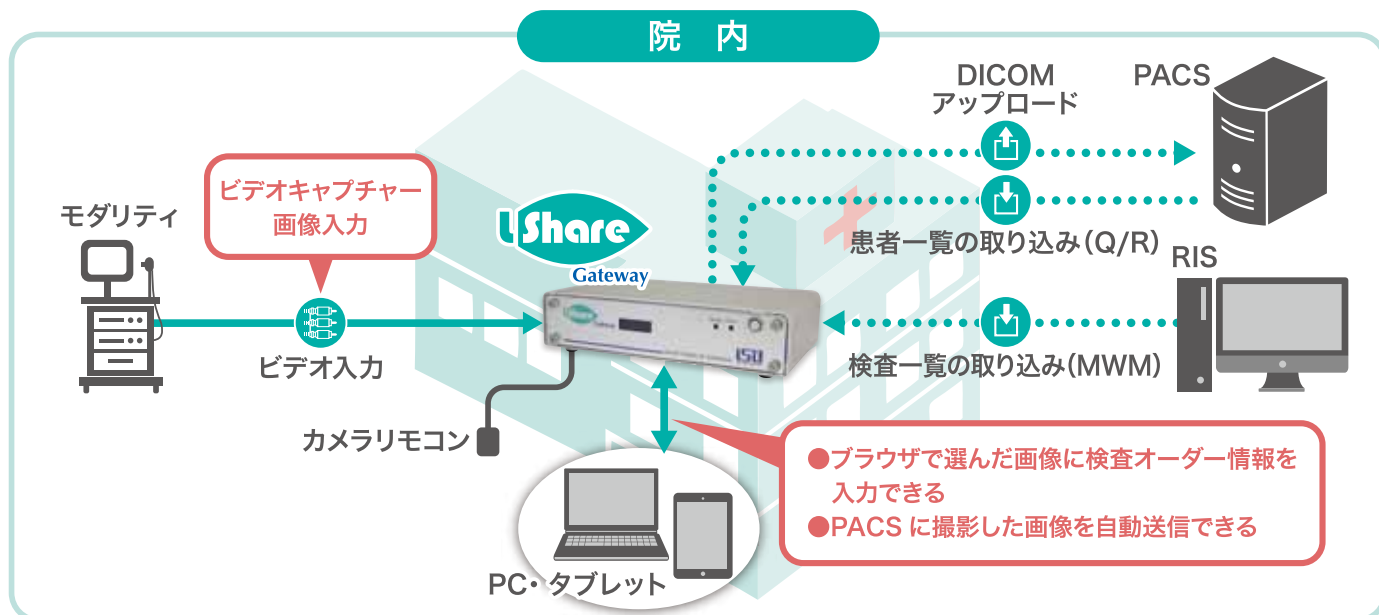 院　内
DICOM
アップロード
PACS
ビデオキャプチャー
画像入力
モダリティ
Share
Gateway
患者一覧の取り込み（Q/R）
RIS
ビデオ入力
検査一覧の取り込み（MWM）
カメラリモコン
●ブラウザで選んだ画像に検査オーダー情報を
入力できる
●PACS に撮影した画像を自動送信できる
PC・タブレット